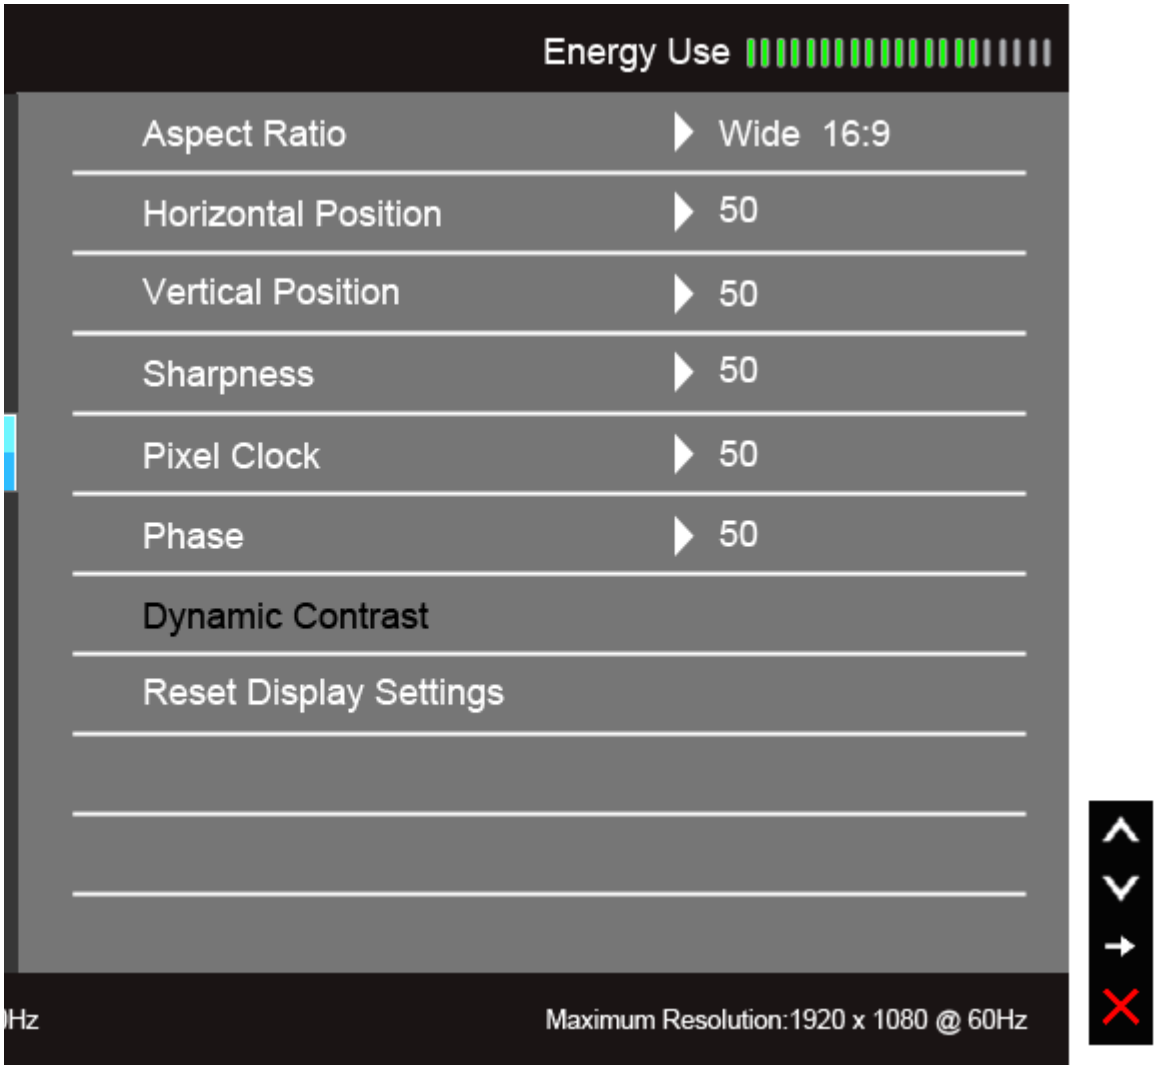 Energy Use
Aspect Ratio Wide 16:9
Horizontal Position 50
Vertical Position 50
Sharpness 50
Pixel Clock 50
Phase 50
Dynamic Contrast
Reset Display Settings
Hz Maximum Resolution:1920 x 1080 @ 60Hz